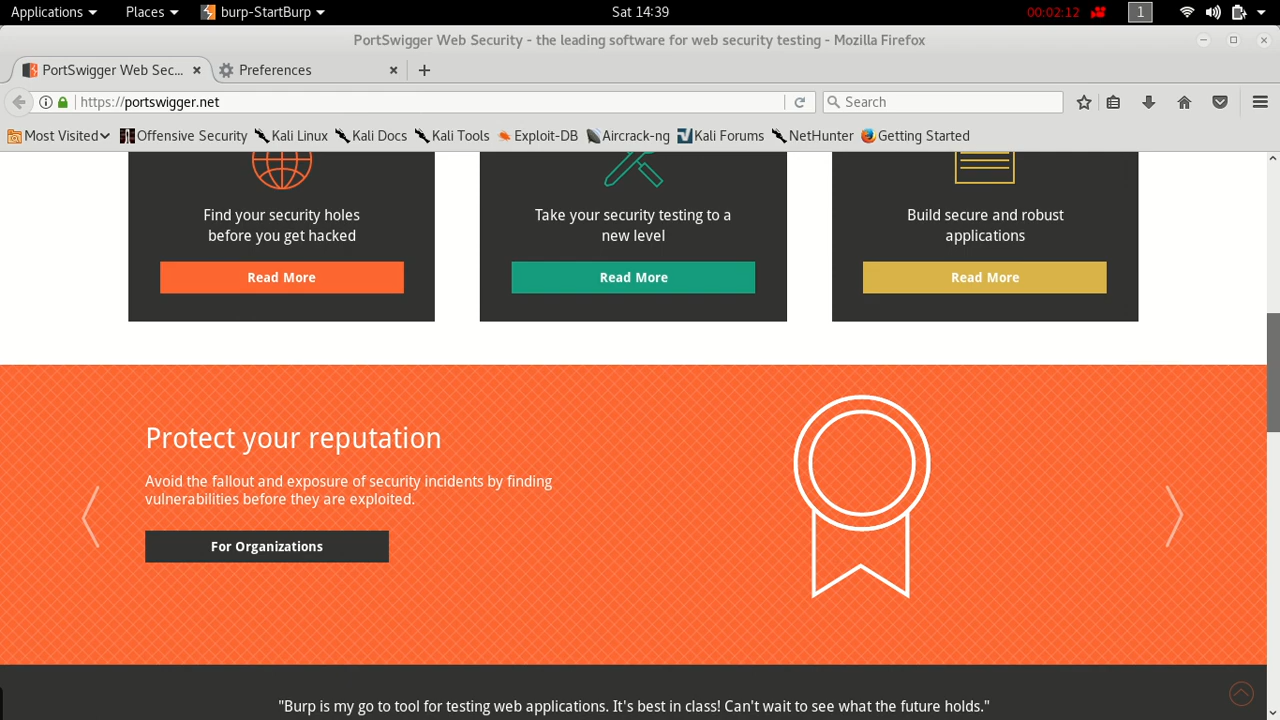 Applications Places burp-StartBurp Sat 14:39 00:02:12 1
PortSwigger Web Security - the leading software for web security testing - Mozilla Firefox
PortSwigger Web Sec... × Preferences × +
https://portswigger.net Search
Most Visited Offensive Security Kali Linux Kali Docs Kali Tools Exploit-DB Aircrack-ng Kali Forums NetHunter Getting Started
Find your security holes
before you get hacked
Read More
Take your security testing to a
new level
Read More
Build secure and robust
applications
Read More
Protect your reputation
Avoid the fallout and exposure of security incidents by finding
vulnerabilities before they are exploited.
For Organizations
"Burp is my go to tool for testing web applications. It's best in class! Can't wait to see what the future holds."